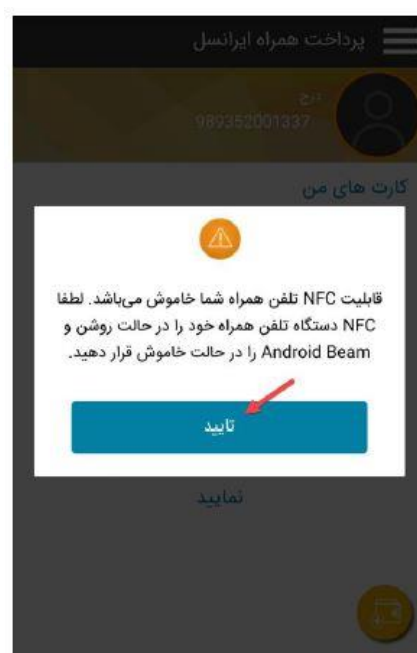 پرداخت همراه ایرانسل
درج
989352001337
کارت های من
قابلیت NFC تلفن همراه شما خاموش می‌باشد. لطفا
NFC دستگاه تلفن همراه خود را در حالت روشن و
Android Beam را در حالت خاموش قرار دهید.
تایید
نمایید